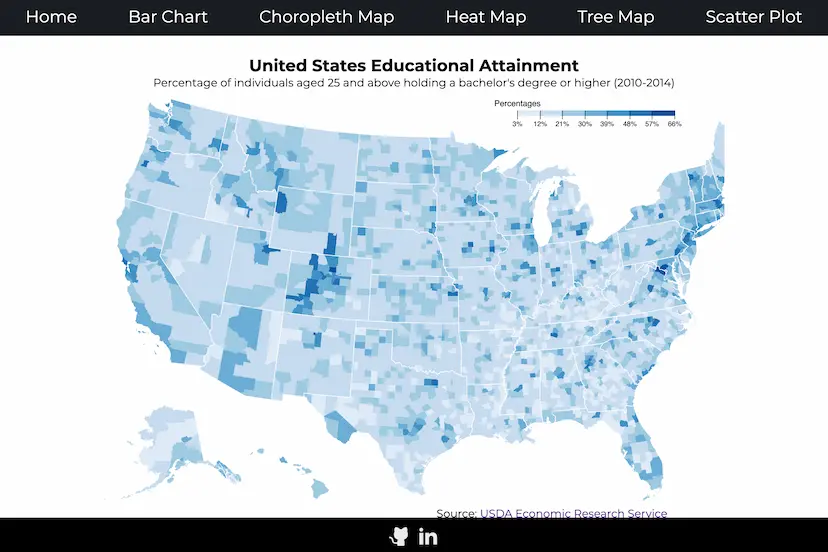 Home Bar Chart Choropleth Map Heat Map Tree Map Scatter Plot
United States Educational Attainment
Percentage of individuals aged 25 and above holding a bachelor's degree or higher (2010-2014)
Percentages
3% 12% 21% 30% 39% 48% 57% 66%
Source: USDA Economic Research Service
in